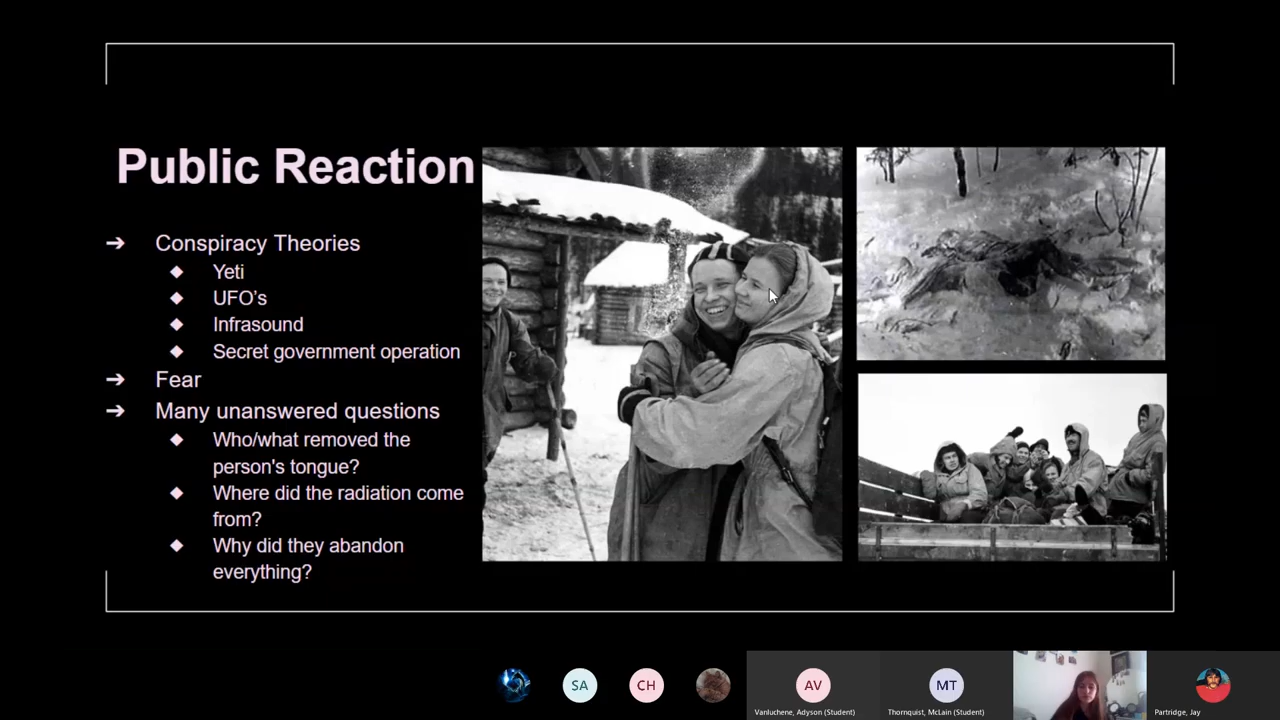 Public Reaction
➔ Conspiracy Theories
◆ Yeti
◆ UFO's
◆ Infrasound
◆ Secret government operation
➔ Fear
➔ Many unanswered questions
◆ Who/what removed the
person's tongue?
◆ Where did the radiation come
from?
◆ Why did they abandon
everything?
SA
CH
AV
MT
Vanluchene, Adyson (Student)
Thornquist, McLain (Student)
Partridge, Jay